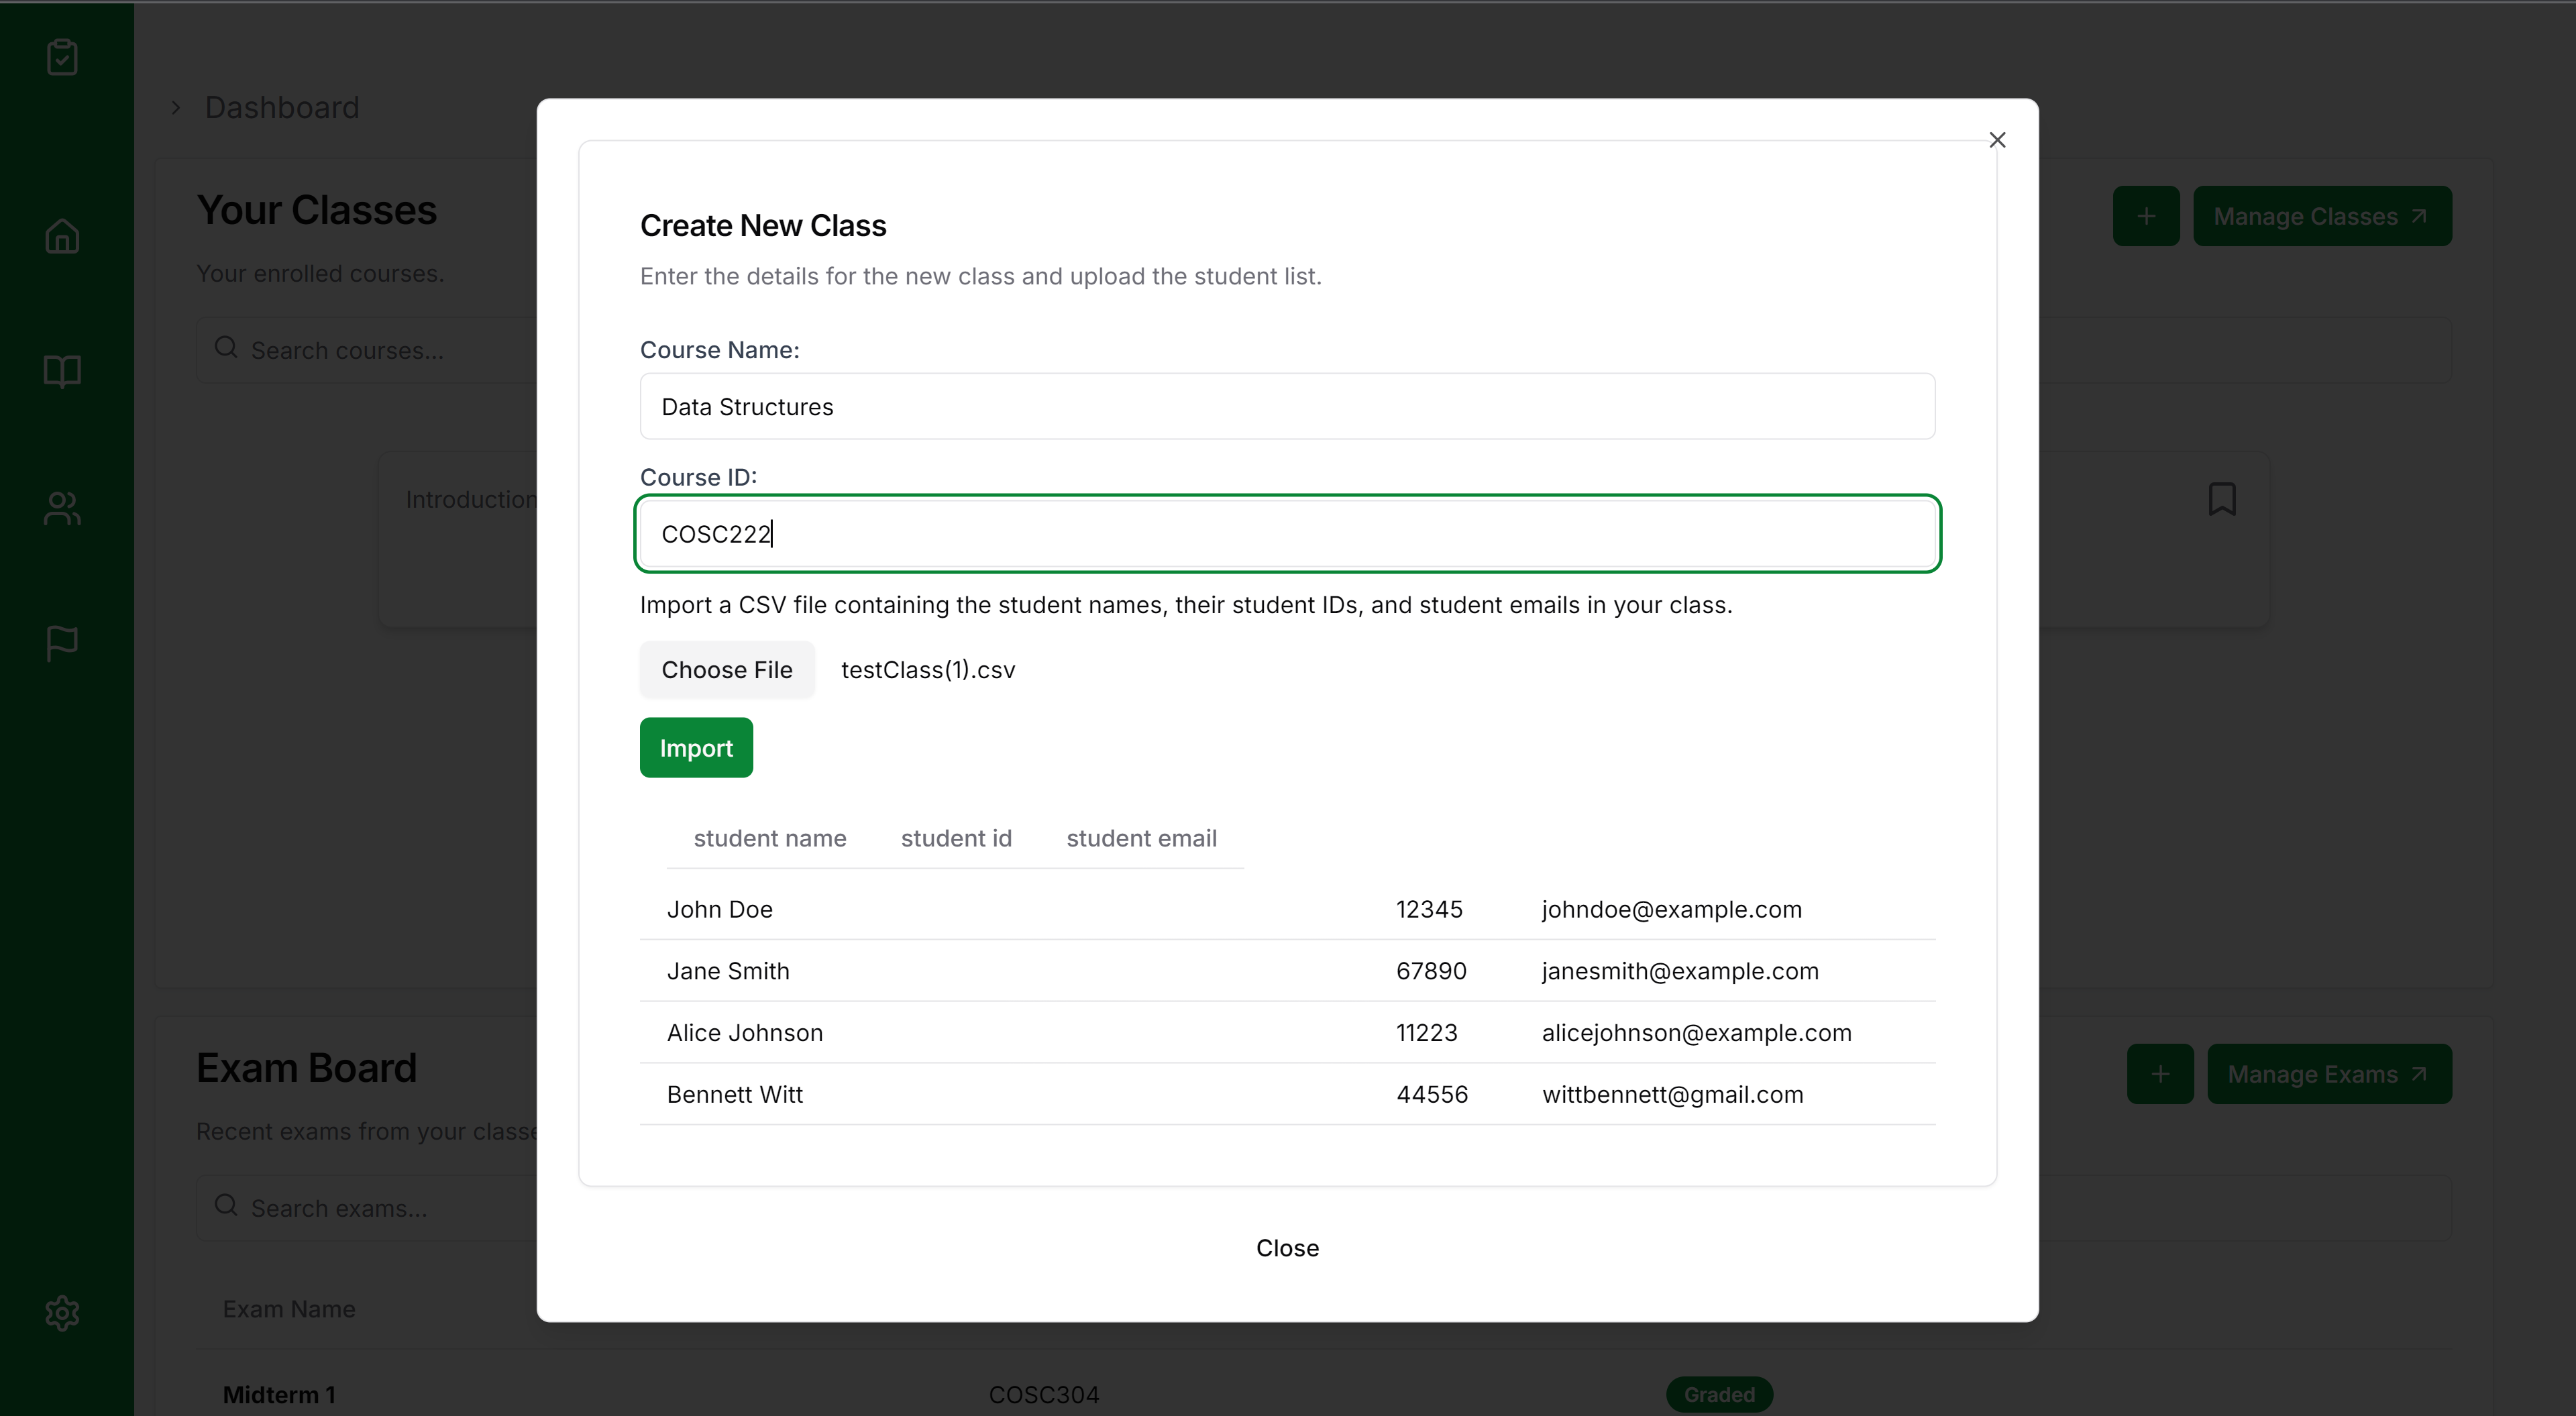 Dashboard
Your Classes
Manage Classes
Your enrolled courses.
Search courses...
Introduction
Create New Class
Enter the details for the new class and upload the student list.
Course Name:
Data Structures
Course ID:
COSC222
Import a CSV file containing the student names, their student IDs, and student emails in your class.
Choose File testClass(1).csv
Import
student name student id student email
John Doe 12345 johndoe@example.com
Jane Smith 67890 janesmith@example.com
Alice Johnson 11223 alicejohnson@example.com
Bennett Witt 44556 wittbennett@gmail.com
Close
Exam Board
Manage Exams
Recent exams from your classe
Search exams...
Exam Name
Midterm 1 COSC304 Graded